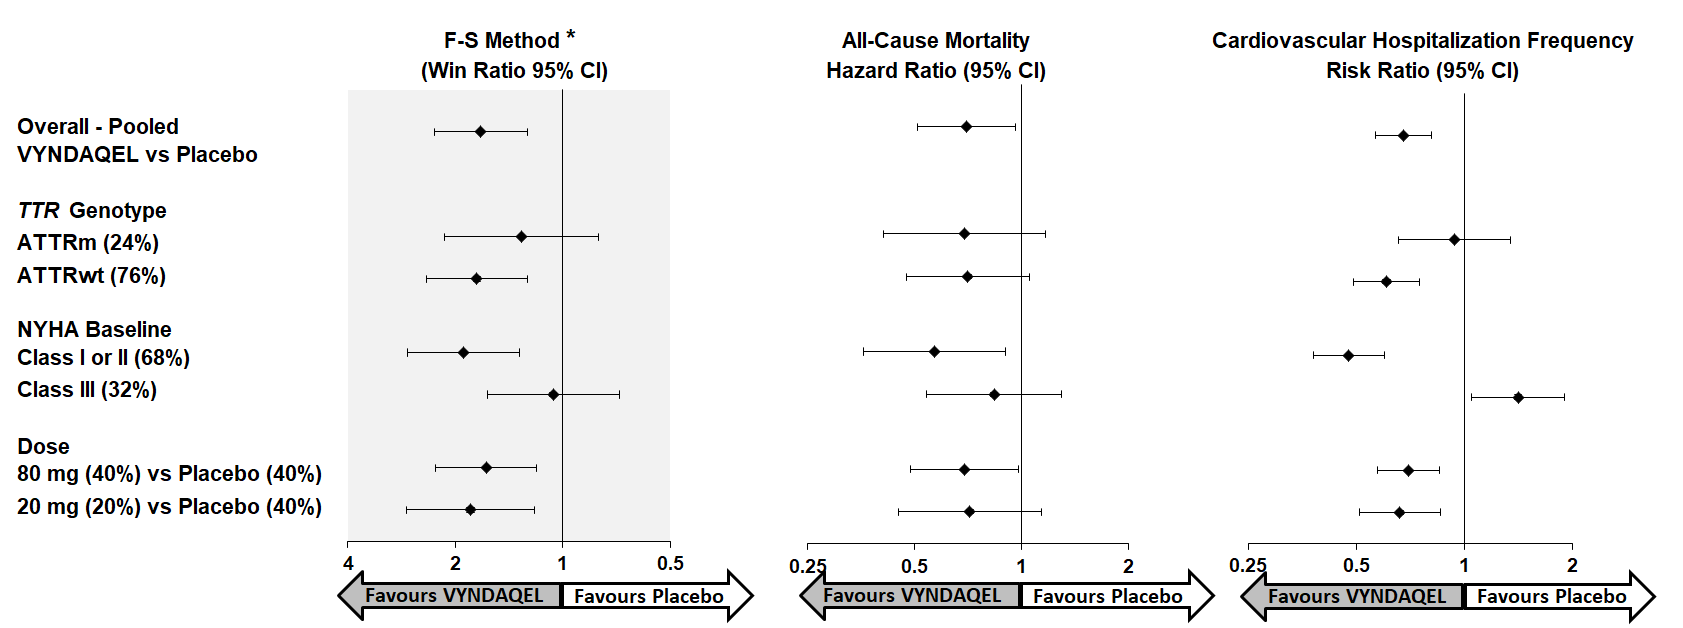 F-S Method *
(Win Ratio 95% CI)
All-Cause Mortality
Hazard Ratio (95% CI)
Cardiovascular Hospitalization Frequency
Risk Ratio (95% CI)
Overall - Pooled
VYNDAQEL vs Placebo
TTR Genotype
ATTRm (24%)
ATTRwt (76%)
NYHA Baseline
Class I or II (68%)
Class III (32%)
Dose
80 mg (40%) vs Placebo (40%)
20 mg (20%) vs Placebo (40%)
4 2 1 0.5
0.25 0.5 1 2
0.25 0.5 1 2
Favours VYNDAQEL Favours Placebo
Favours VYNDAQEL Favours Placebo
Favours VYNDAQEL Favours Placebo